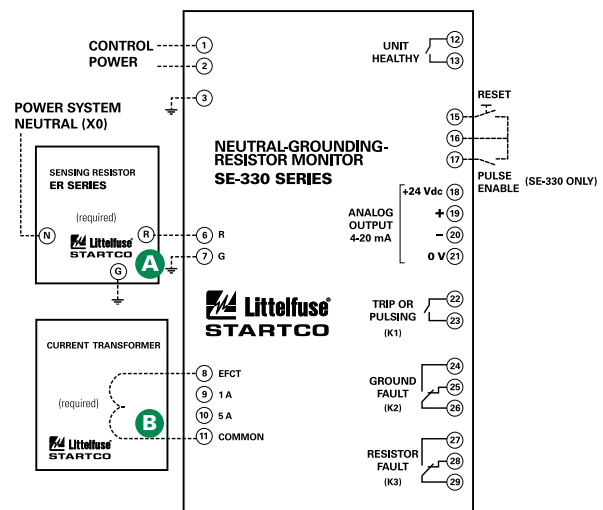 CONTROL
POWER
1
2
3
POWER SYSTEM
NEUTRAL (X0)
SENSING RESISTOR
ER SERIES
(required)
N
R
Littelfuse
STARTCO
G
A
CURRENT TRANSFORMER
(required)
B
Littelfuse
STARTCO
NEUTRAL-GROUNDING-
RESISTOR MONITOR
SE-330 SERIES
6 R
7 G
Littelfuse®
STARTCO
8 EFCT
9 1 A
10 5 A
11 COMMON
UNIT
HEALTHY
12
13
RESET
15
16
17
PULSE
ENABLE (SE-330 ONLY)
ANALOG
OUTPUT
4-20 mA
+24 Vdc 18
+ 19
– 20
0 V 21
TRIP OR
PULSING
(K1)
22
23
GROUND
FAULT
(K2)
24
25
26
RESISTOR
FAULT
(K3)
27
28
29